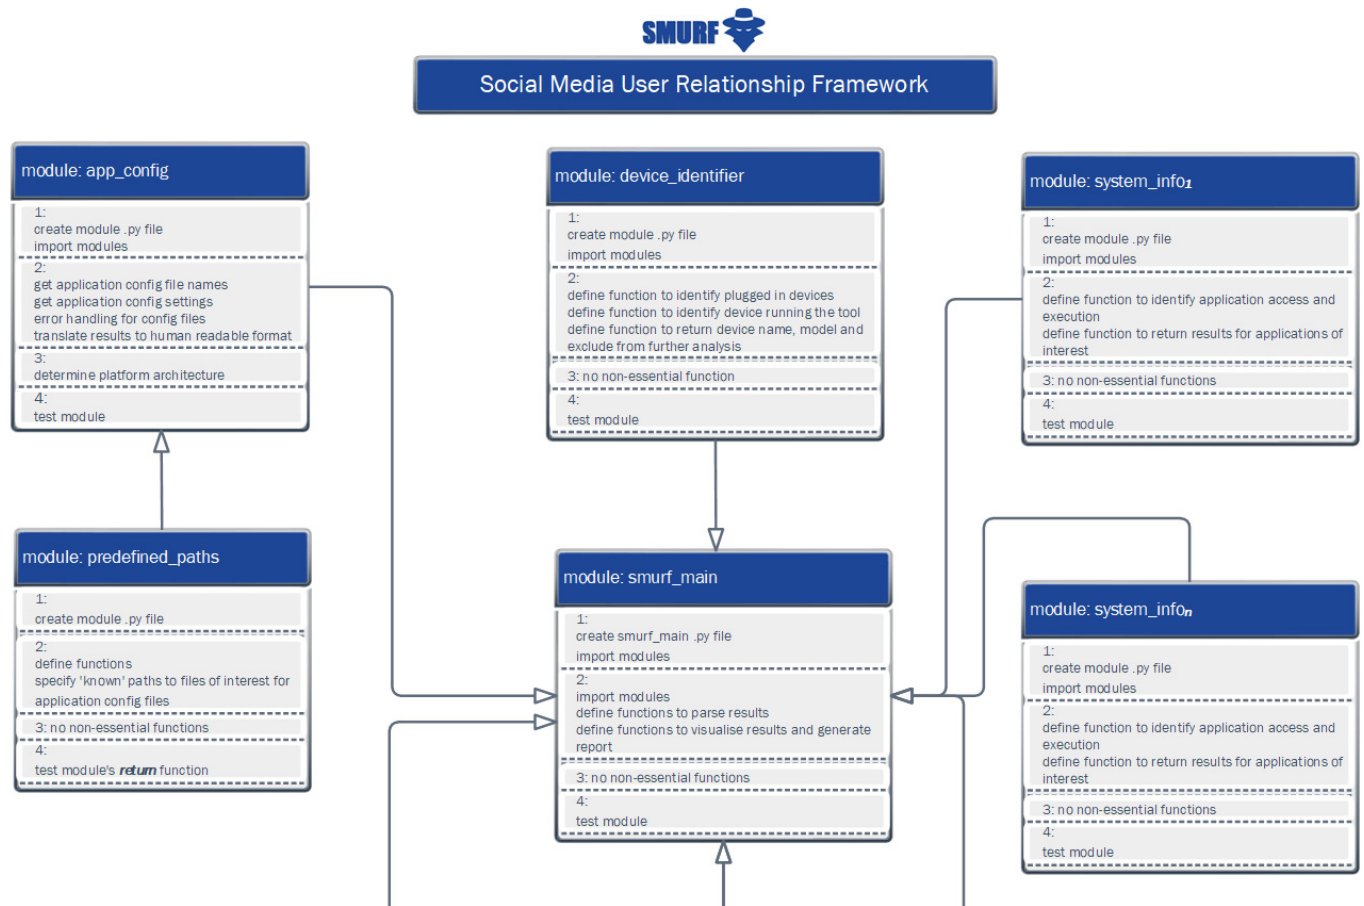 SMURF
Social Media User Relationship Framework
module: app_config
1:
create module .py file
import modules
2:
get application config file names
get application config settings
error handling for config files
translate results to human readable format
3:
determine platform architecture
4:
test module
module: device_identifier
1:
create module .py file
import modules
2:
define function to identify plugged in devices
define function to identify device running the tool
define function to return device name, model and
exclude from further analysis
3: no non-essential function
4:
test module
module: system_info1
1:
create module .py file
import modules
2:
define function to identify application access and
execution
define function to return results for applications of
interest
3: no non-essential functions
4:
test module
module: predefined_paths
1:
create module .py file
2:
define functions
specify 'known' paths to files of interest for
application config files
3: no non-essential functions
4:
test module's return function
module: smurf_main
1:
create smurf_main .py file
import modules
2:
import modules
define functions to parse results
define functions to visualise results and generate
report
3: no non-essential functions
4:
test module
module: system_infon
1:
create module .py file
import modules
2:
define function to identify application access and
execution
define function to return results for applications of
interest
3: no non-essential functions
4:
test module